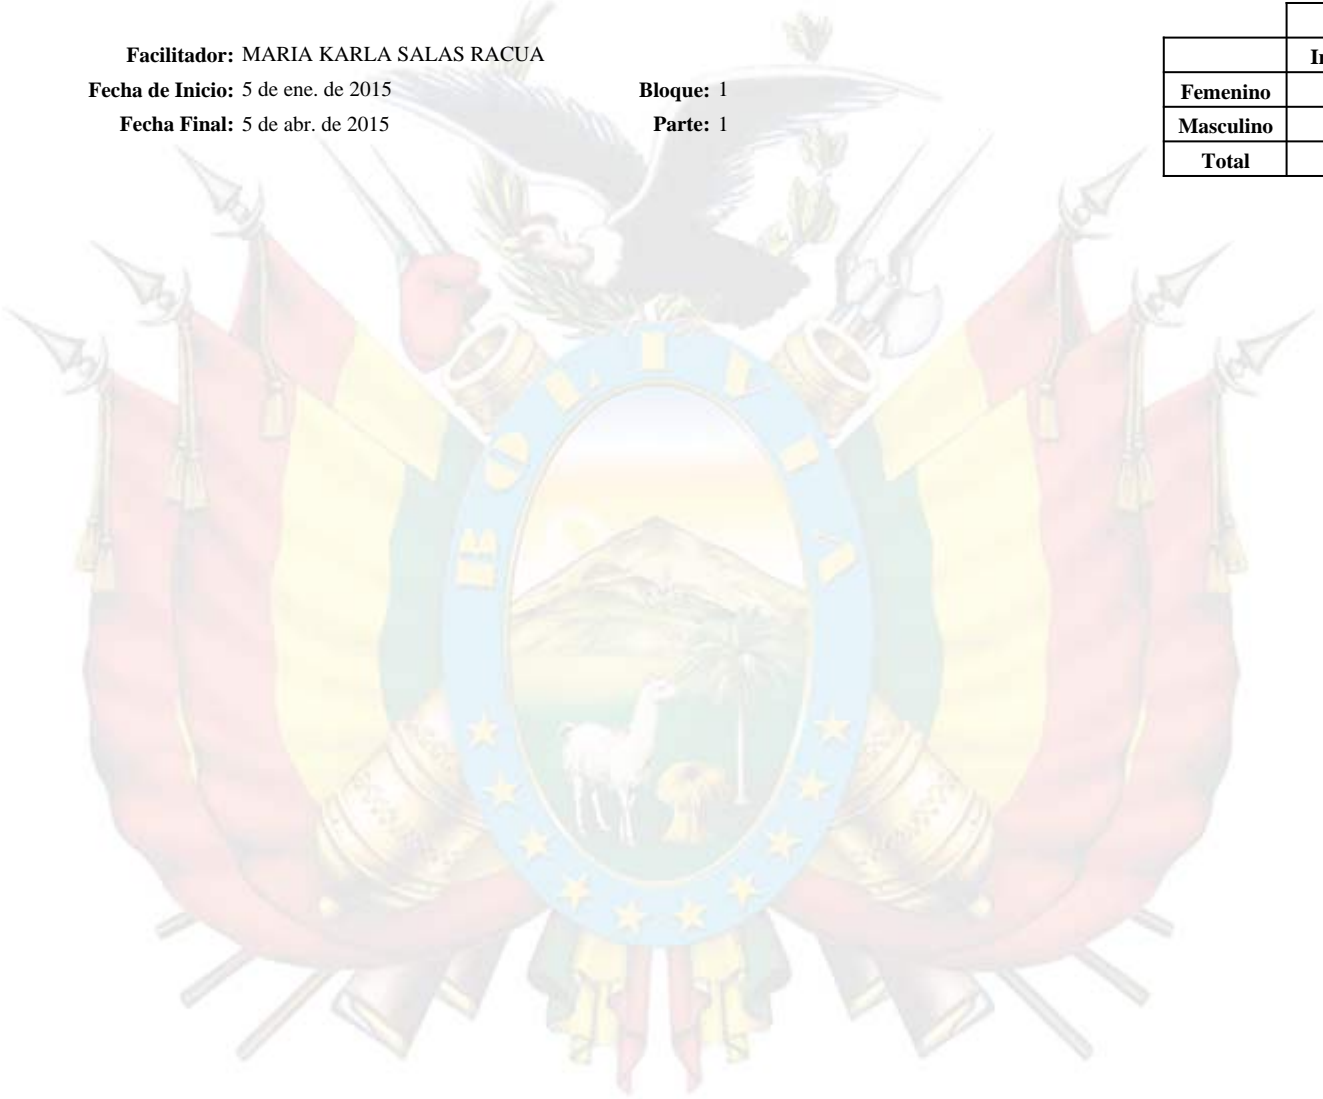 Facilitador: MARIA KARLA SALAS RACUA
Fecha de Inicio: 5 de ene. de 2015 Bloque: 1
Fecha Final: 5 de abr. de 2015 Parte: 1
Femenino
Masculino
Total
BOLIVIA